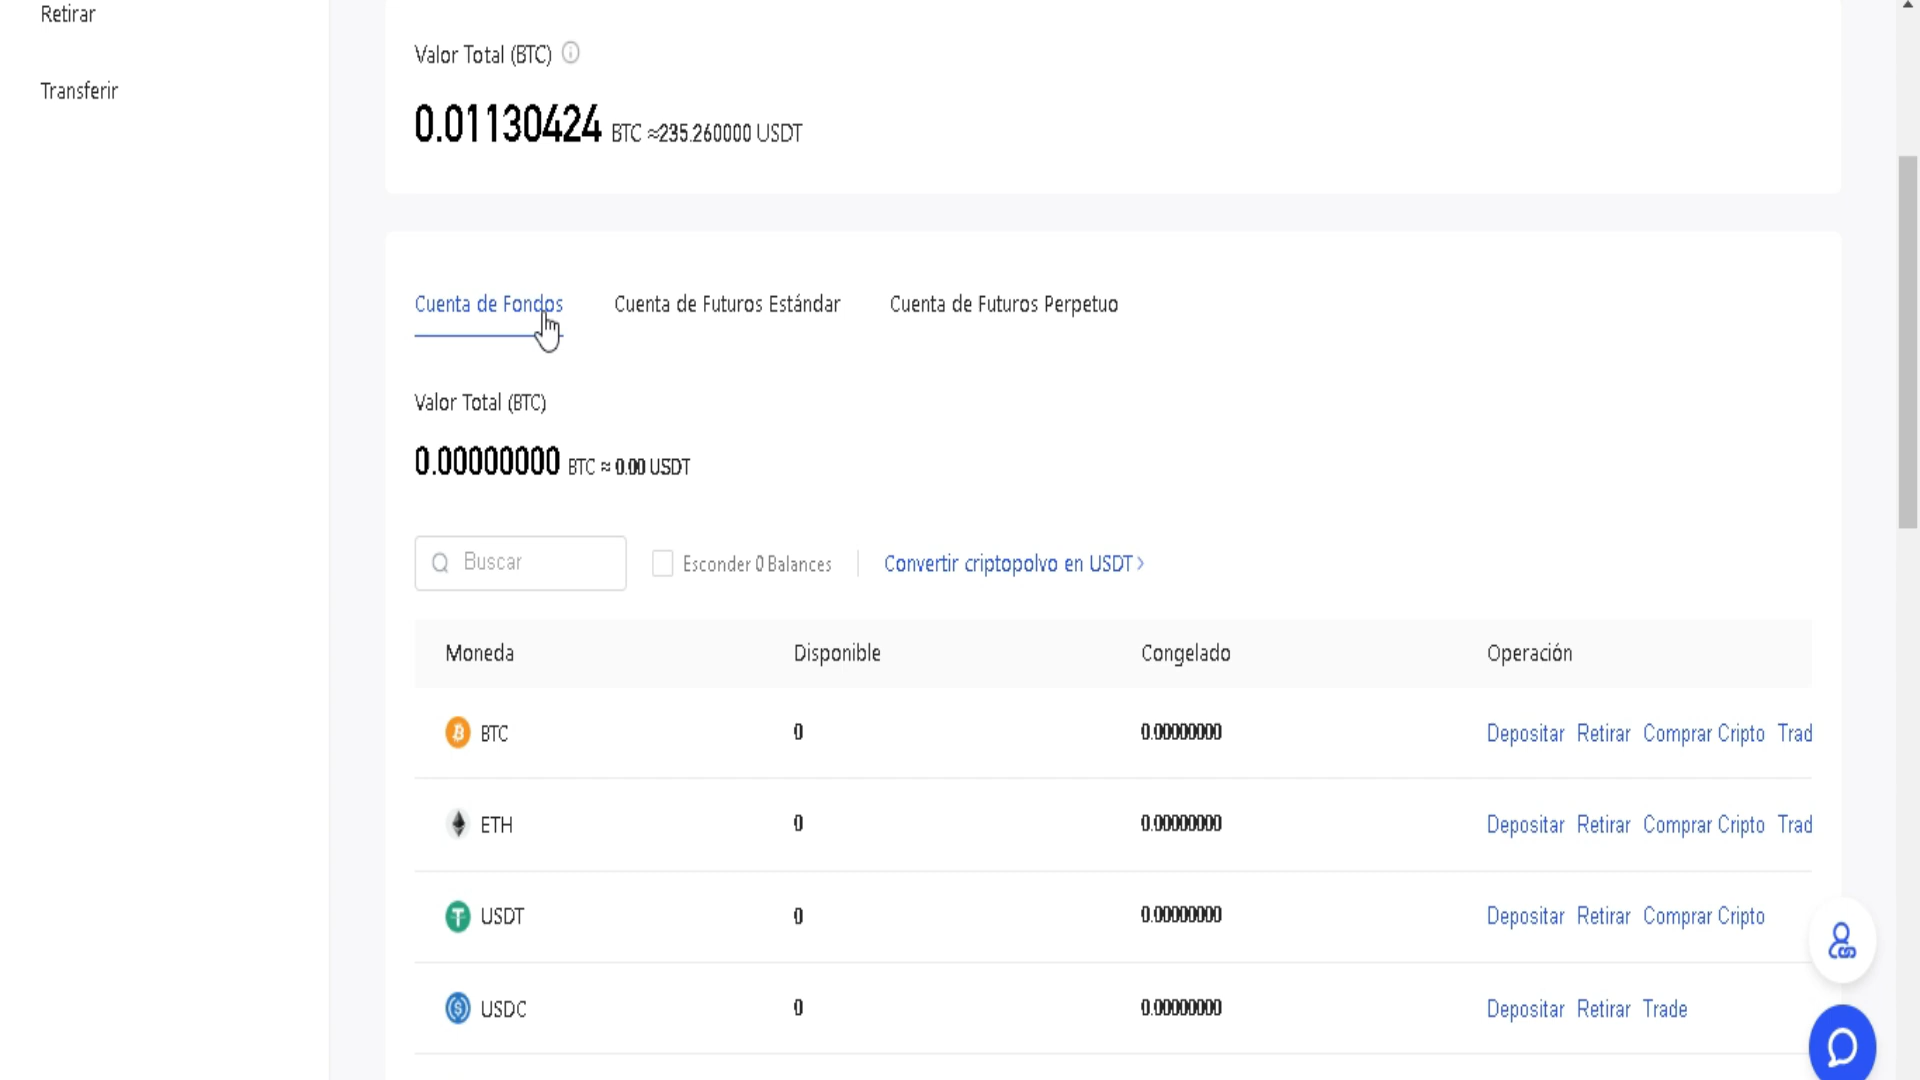 Retirar
Transferir
Valor Total (BTC)
0.01130424 BTC ≈235.260000 USDT
Cuenta de Fondos Cuenta de Futuros Estándar Cuenta de Futuros Perpetuo
Valor Total (BTC)
0.00000000 BTC ≈ 0.00 USDT
Buscar Esconder 0 Balances Convertir criptopolvo en USDT >
Moneda Disponible Congelado Operación
BTC 0 0.00000000 Depositar Retirar Comprar Cripto Trad
ETH 0 0.00000000 Depositar Retirar Comprar Cripto Trad
USDT 0 0.00000000 Depositar Retirar Comprar Cripto
USDC 0 0.00000000 Depositar Retirar Trade